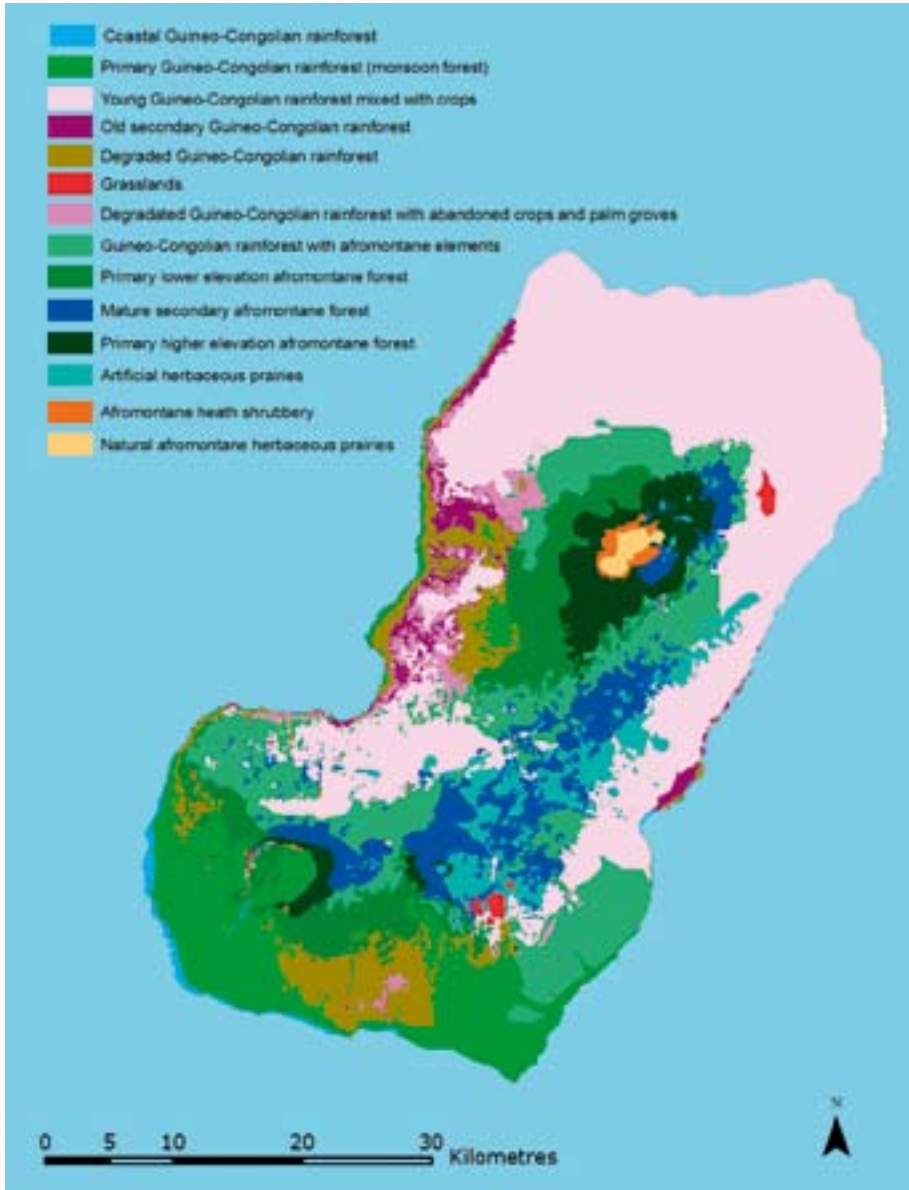 Coastal Guineo-Congolian rainforest
Primary Guineo-Congolian rainforest (monsoon forest)
Young Guineo-Congolian rainforest mixed with crops
Old secondary Guineo-Congolian rainforest
Degraded Guineo-Congolian rainforest
Grasslands
Degradated Guineo-Congolian rainforest with abandoned crops and palm groves
Guineo-Congolian rainforest with afromontane elements
Primary lower elevation afromontane forest
Mature secondary afromontane forest
Primary higher elevation afromontane forest
Artificial herbaceous prairies
Afromontane heath shrubbery
Natural afromontane herbaceous prairies
N
0 5 10 20 30 Kilometres